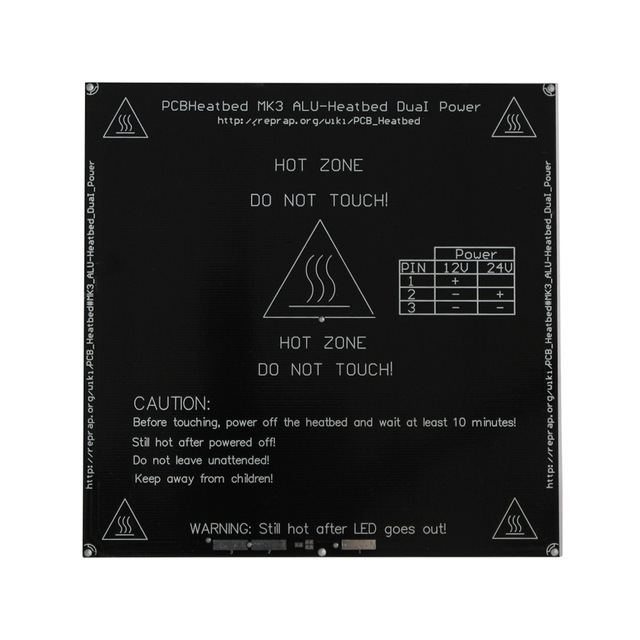 PCBHeatbed MK3 ALU-Heatbed Dual Power
http://reprap.org/wiki/PCB_Heatbed
HOT ZONE
DO NOT TOUCH!
Power
PIN 12V 24V
1 +
2 - +
3 - -
HOT ZONE
DO NOT TOUCH!
CAUTION:
Before touching, power off the heatbed and wait at least 10 minutes!
Still hot after powered off!
Do not leave unattended!
Keep away from children!
WARNING: Still hot after LED goes out!
http://reprap.org/wiki/PCB_Heatbed#MK3_ALU-Heatbed_Dual_Power
http://reprap.org/wiki/PCB_Heatbed#MK3_ALU-Heatbed_Dual_Power